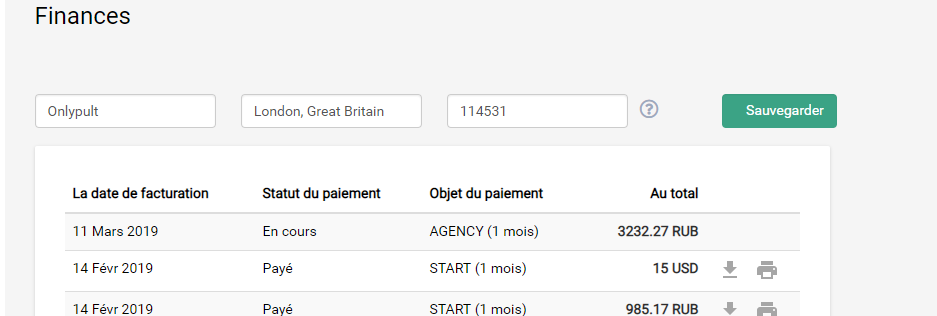 Finances
Onlypult London, Great Britain 114531 ? Sauvegarder
La date de facturation Statut du paiement Objet du paiement Au total
11 Mars 2019 En cours AGENCY (1 mois) 3232.27 RUB
14 Févr 2019 Payé START (1 mois) 15 USD
14 Févr 2019 Payé START (1 mois) 985.17 RUB